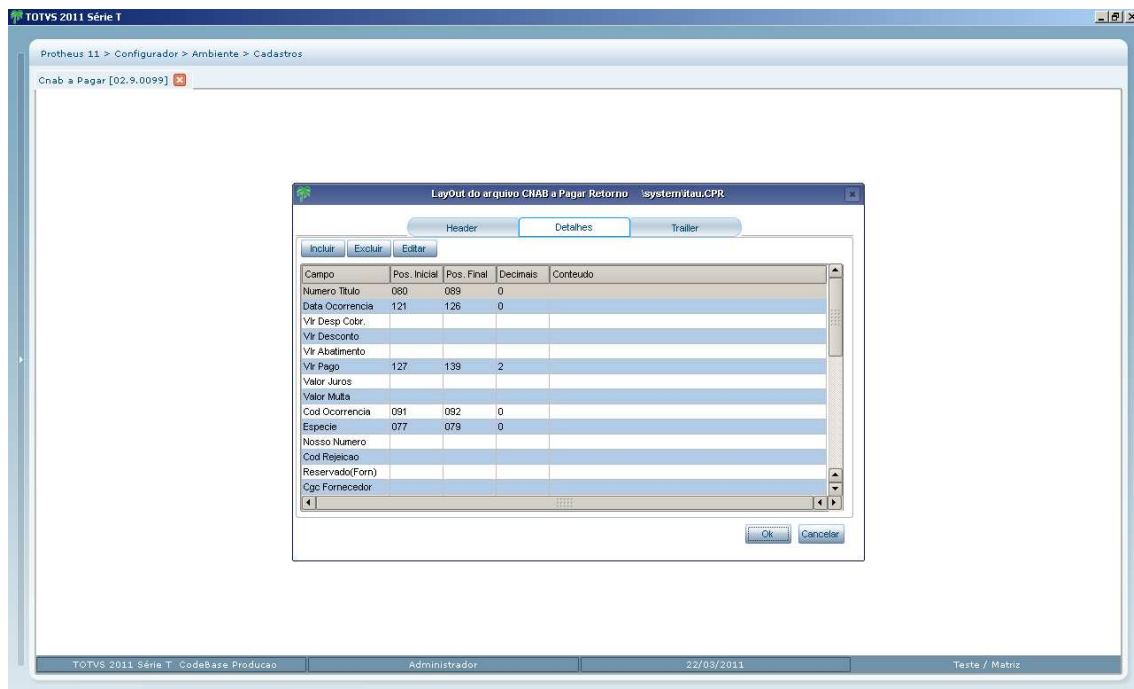 TOTVS 2011 Série T
Protheus 11 > Configurador > Ambiente > Cadastros
Cnab a Pagar [02.9.0099]
LayOut do arquivo CNAB a Pagar Retorno \system\itau.CPR
Header Detalhes Trailler
Incluir Excluir Editar
Campo Pos. Inicial Pos. Final Decimais Conteudo
Numero Titulo 080 089 0
Data Ocorrencia 121 126 0
Vlr Desp Cobr.
Vlr Desconto
Vlr Abatimento
Vlr Pago 127 139 2
Valor Juros
Valor Multa
Cod Ocorrencia 091 092 0
Especie 077 079 0
Nosso Numero
Cod Rejeicao
Reservado(Forn)
Cgc Fornecedor
Ok Cancelar
TOTVS 2011 Série T CodeBase Producao Administrador 22/03/2011 Teste / Matriz